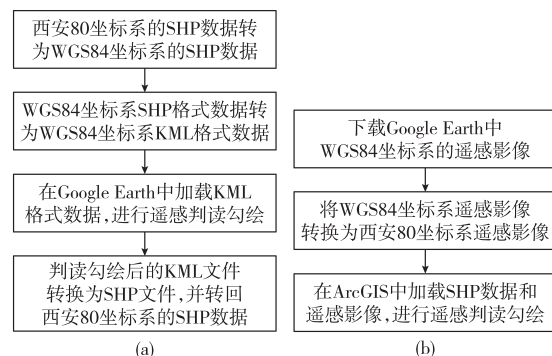 西安80坐标系的SHP数据转
为WGS84坐标系的SHP数据
WGS84坐标系SHP格式数据转
为WGS84坐标系KML格式数据
在Google Earth中加载KML
格式数据,进行遥感判读勾绘
判读勾绘后的KML文件
转换为SHP文件,并转回
西安80坐标系的SHP数据
(a)
下载Google Earth中
WGS84坐标系的遥感影像
将WGS84坐标系遥感影像
转换为西安80坐标系遥感影像
在ArcGIS中加载SHP数据和
遥感影像,进行遥感判读勾绘
(b)